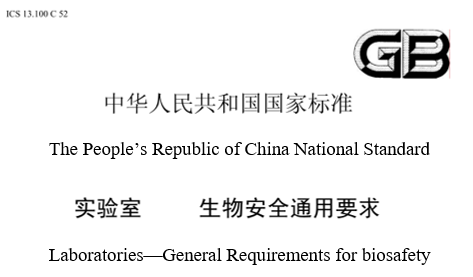 ICS 13.100 C 52
GB
中华人民共和国国家标准
The People’s Republic of China National Standard
实验室 生物安全通用要求
Laboratories—General Requirements for biosafety